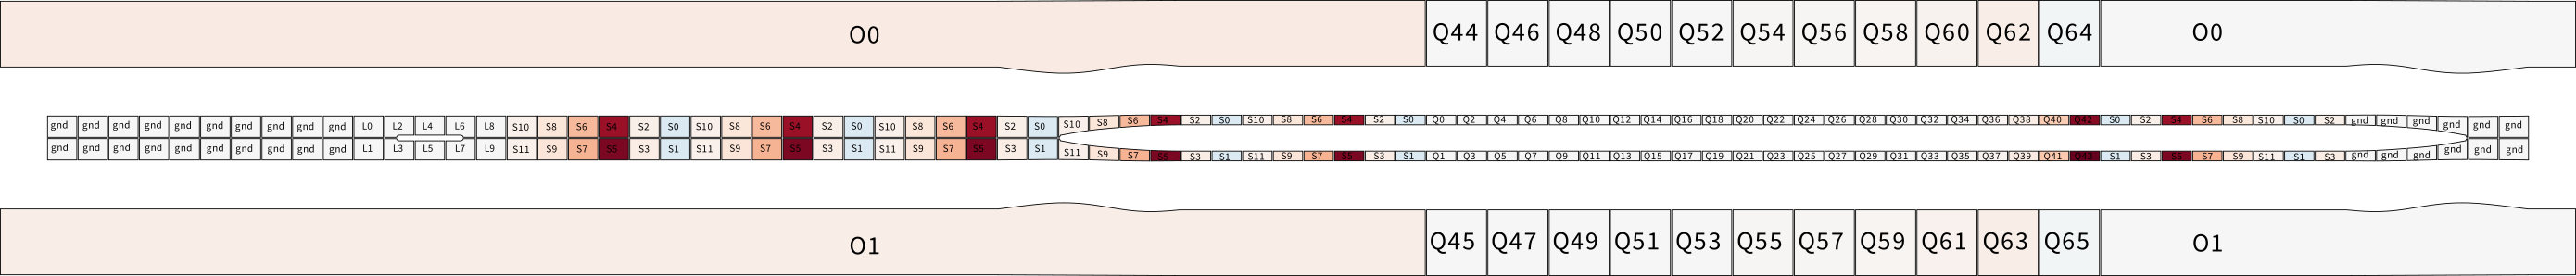 O0 Q44 Q46 Q48 Q50 Q52 Q54 Q56 Q58 Q60 Q62 Q64 O0
gnd gnd gnd gnd gnd gnd gnd gnd gnd gnd L0 L2 L4 L6 L8 S10 S8 S6 S4 S2 S0 S10 S8 S6 S4 S2 S0 S10 S8 S6 S4 S2 S0 S10 S8 S6 S4 S2 S0 S10 S8 S6 S4 S2 S0 Q0 Q2 Q4 Q6 Q8 Q10 Q12 Q14 Q16 Q18 Q20 Q22 Q24 Q26 Q28 Q30 Q32 Q34 Q36 Q38 Q40 Q42 S0 S2 S4 S6 S8 S10 S0 S2 gnd gnd gnd gnd gnd gnd
gnd gnd gnd gnd gnd gnd gnd gnd gnd gnd L1 L3 L5 L7 L9 S11 S9 S7 S5 S3 S1 S11 S9 S7 S5 S3 S1 S11 S9 S7 S5 S3 S1 S11 S9 S7 S5 S3 S1 S11 S9 S7 S5 S3 S1 Q1 Q3 Q5 Q7 Q9 Q11 Q13 Q15 Q17 Q19 Q21 Q23 Q25 Q27 Q29 Q31 Q33 Q35 Q37 Q39 Q41 Q43 S1 S3 S5 S7 S9 S11 S1 S3 gnd gnd gnd gnd gnd gnd
O1 Q45 Q47 Q49 Q51 Q53 Q55 Q57 Q59 Q61 Q63 Q65 O1